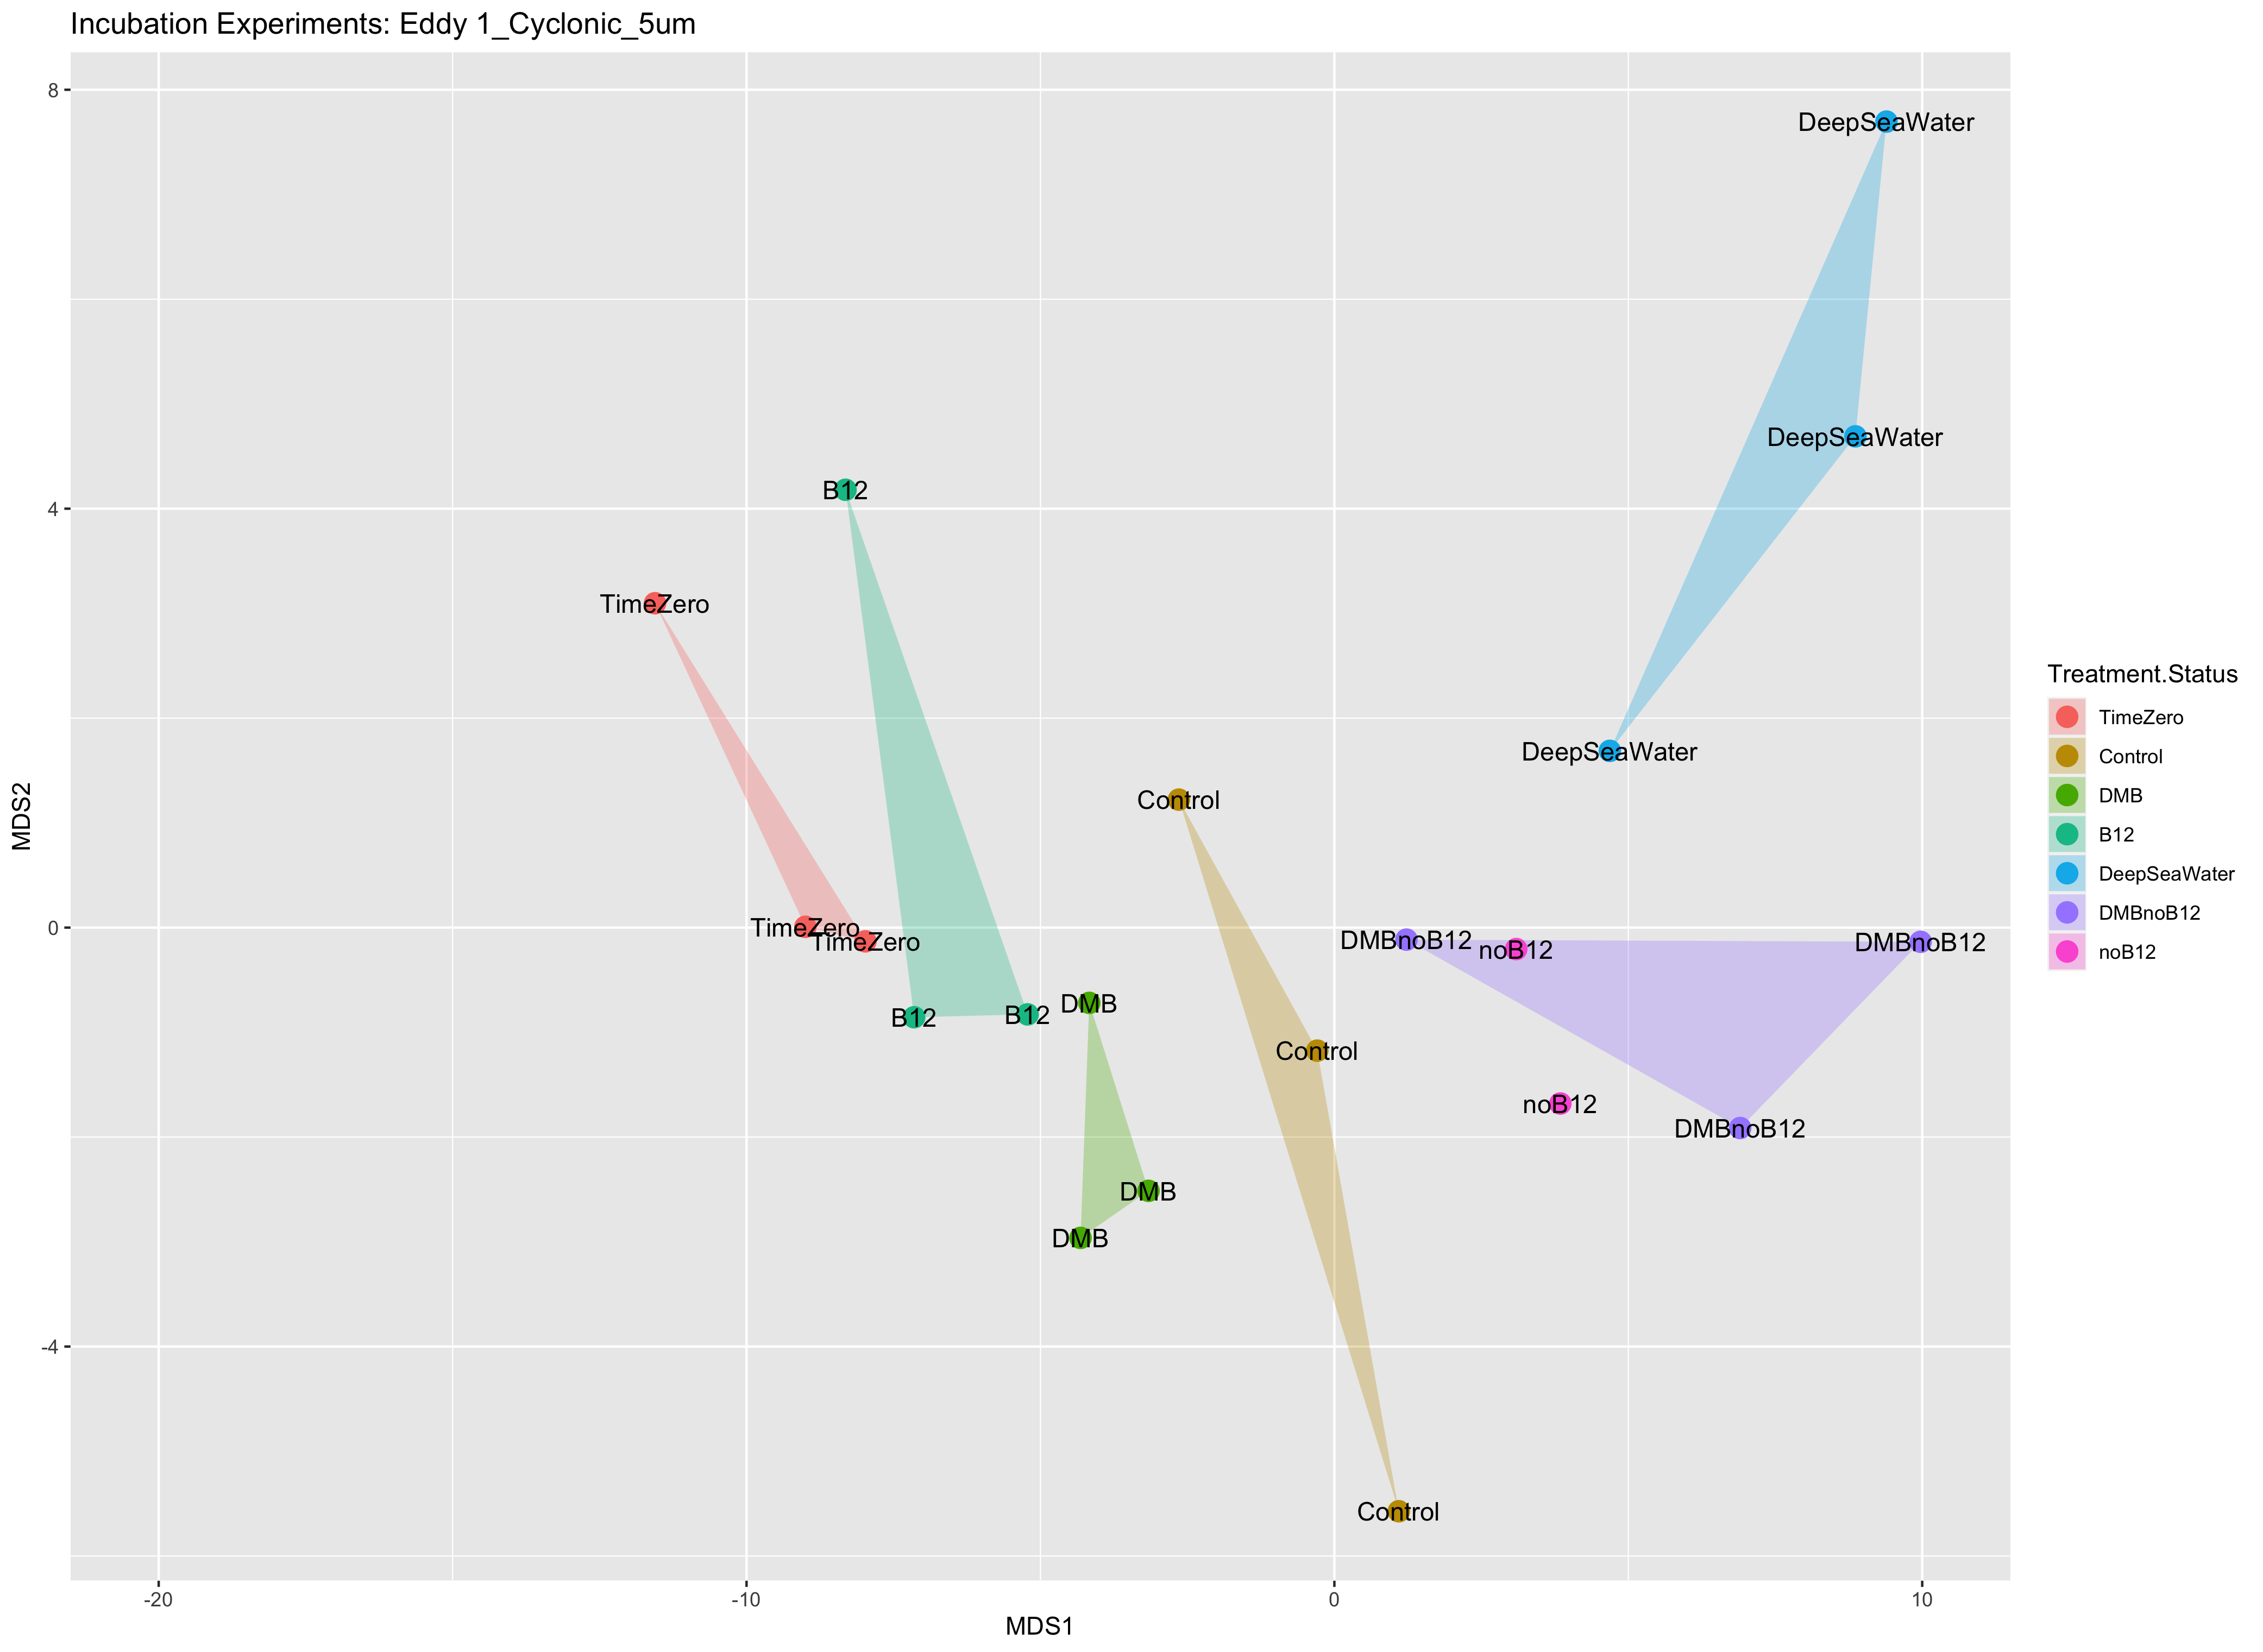 Incubation Experiments: Eddy 1_Cyclonic_5um
8
DeepSeaWater
DeepSeaWater
B12
4
TimeZero
DeepSeaWater
Control
MDS2
0
TimeZero
TimeZero
DMBnoB12
noB12
DMBnoB12
B12
B12
DMB
Control
noB12
DMBnoB12
DMB
DMB
-4
Control
-20
-10
0
10
MDS1
Treatment.Status
TimeZero
Control
DMB
B12
DeepSeaWater
DMBnoB12
noB12